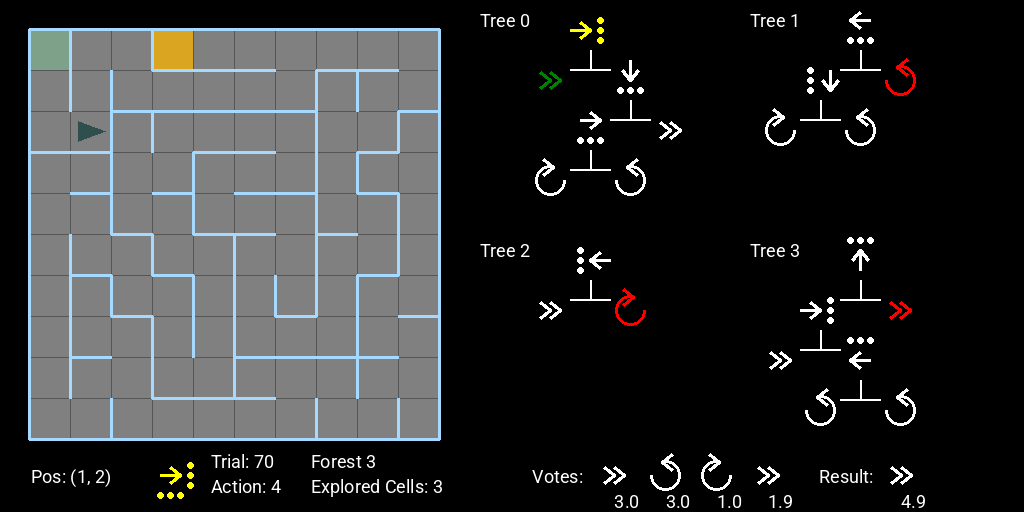 Tree 0
Tree 1
Tree 2
Tree 3
Pos: (1, 2)
Trial: 70
Action: 4
Forest 3
Explored Cells: 3
Votes:
3.0
3.0
1.0
1.9
Result:
4.9